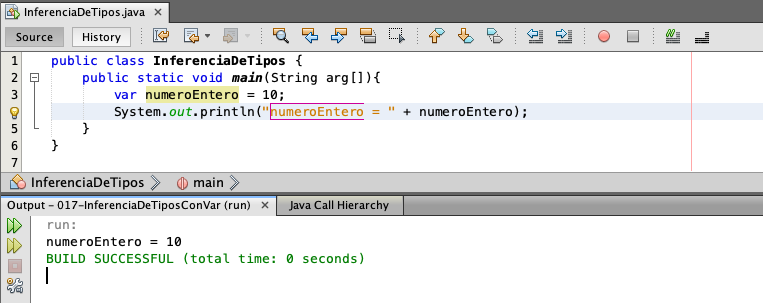 InferenciaDeTipos.java ×
Source History
1 public class InferenciaDeTipos {
2 public static void main(String arg[]){
3 var numeroEntero = 10;
System.out.println("numeroEntero = " + numeroEntero);
5 }
6 }
7
InferenciaDeTipos main
Output - 017-InferenciaDeTiposConVar (run) × Java Call Hierarchy
run:
numeroEntero = 10
BUILD SUCCESSFUL (total time: 0 seconds)